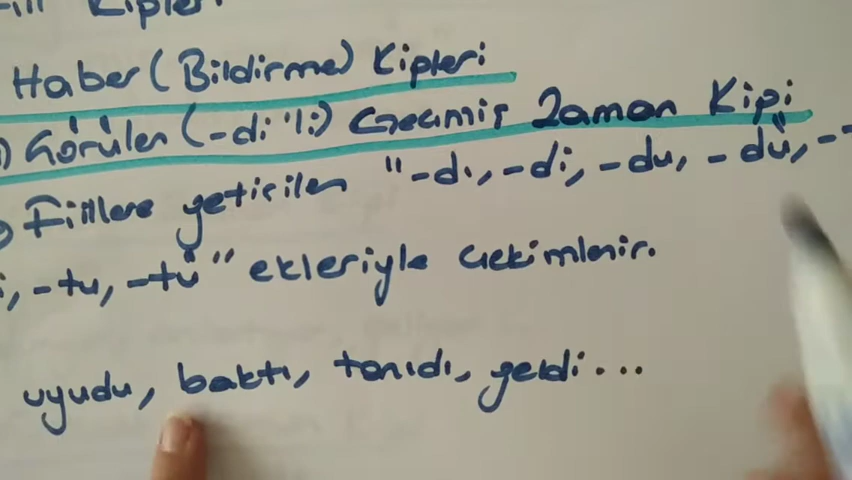 Kipleri
Haber (Bildirme) Kipleri
) Görülen (-di'li) Geçmiş Zaman Kipi
Fiillere getirilen "-dı, -di, -du, -dü, -
i, -tu, -tü" ekleriyle çekimlenir.
uyudu, baktı, tanıdı, geldi...